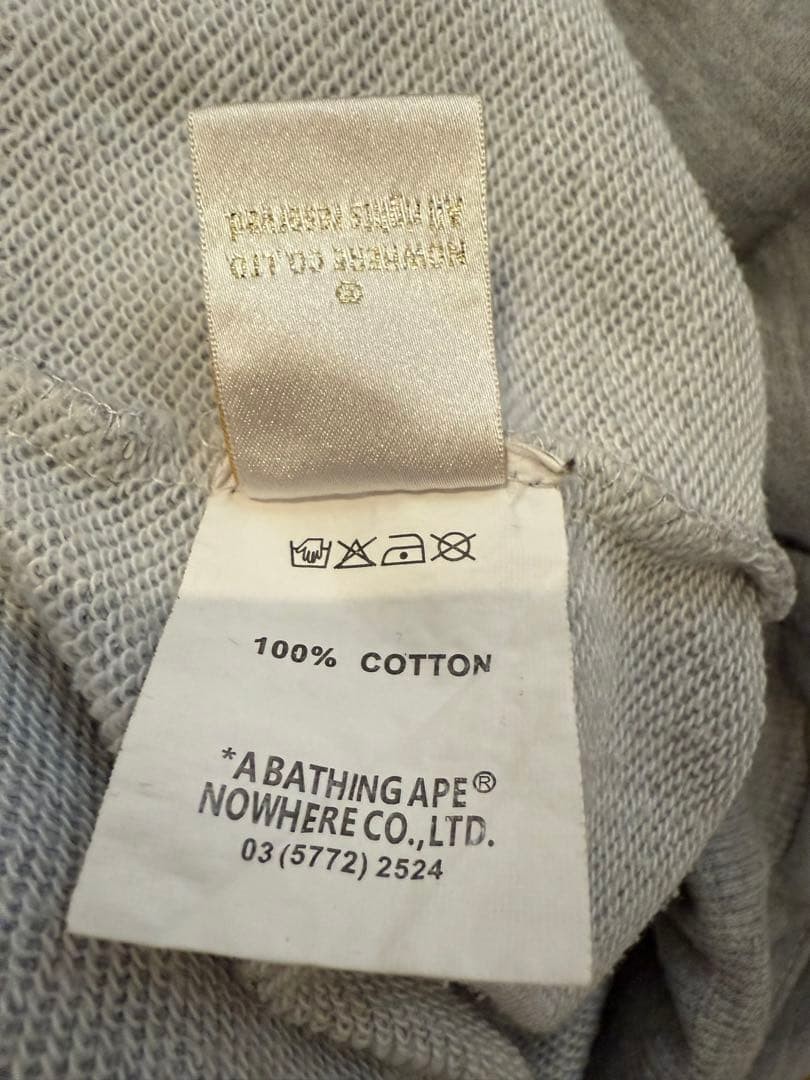 All rights reserved
NOWHERE CO.,LTD
100% COTTON
*A BATHING APE®
NOWHERE CO.,LTD.
03 (5772) 2524